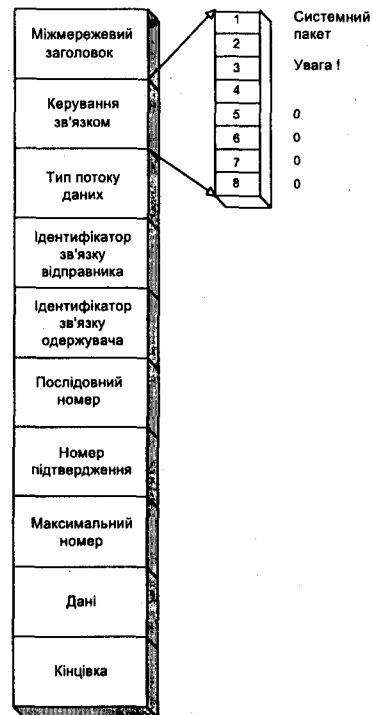 Міжмережевий
заголовок
Керування
зв'язком
Тип потоку
даних
Ідентифікатор
зв'язку
відправника
Ідентифікатор
зв'язку
одержувача
Послідовний
номер
Номер
підтвердження
Максимальний
номер
Дані
Кінцівка
1
2
3
4
5
6
7
8
Системний
пакет
Увага !
0
0
0
0